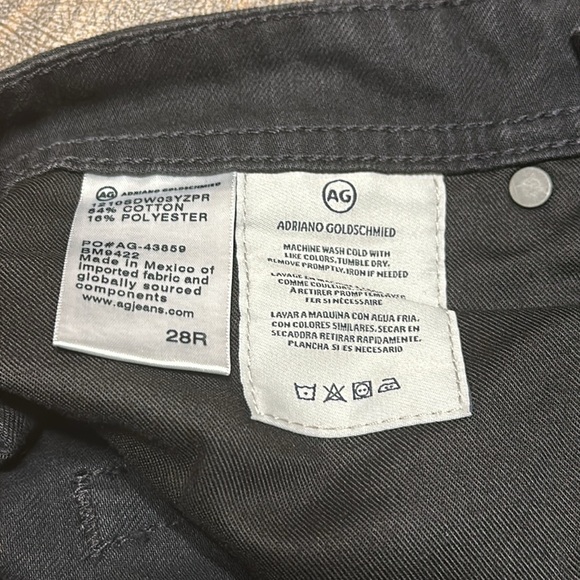 AG ADRIANO GOLDSCHMIED
1210SDW03YZPR
84% COTTON
16% POLYESTER
PO#AG-43859
BM9422
Made in Mexico of
imported fabric and
globally sourced
components
www.agjeans.com
28R
AG
ADRIANO GOLDSCHMIED
MACHINE WASH COLD WITH
LIKE COLORS, TUMBLE DRY.
REMOVE PROMPTLY, IRON IF NEEDED
COMME COULEURS,
A RETIRER PROMPTEMENT
FER SI NÉCESSAIRE
LAVAR A MAQUINA CON AGUA FRIA.
CON COLORES SIMILARES. SECAR EN
SECADORA RETIRAR RAPIDAMENTE.
PLANCHA SI ES NECESARIO